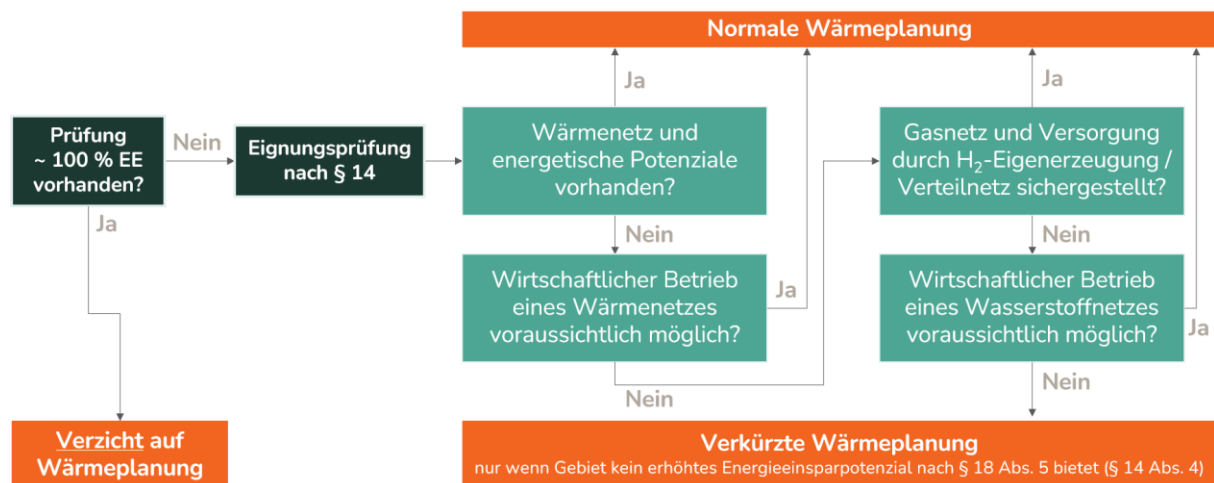 Normale Wärmeplanung
Ja
Ja
Prüfung
~ 100 % EE
vorhanden?
Nein
Eignungsprüfung
nach § 14
Wärmenetz und
energetische Potenziale
vorhanden?
Gasnetz und Versorgung
durch H₂-Eigenerzeugung /
Verteilnetz sichergestellt?
Ja
Nein
Nein
Wirtschaftlicher Betrieb
eines Wärmenetzes
voraussichtlich möglich?
Ja
Wirtschaftlicher Betrieb
eines Wasserstoffnetzes
voraussichtlich möglich?
Ja
Nein
Nein
Verzicht auf
Wärmeplanung
Verkürzte Wärmeplanung
nur wenn Gebiet kein erhöhtes Energieeinsparpotenzial nach § 18 Abs. 5 bietet (§ 14 Abs. 4)